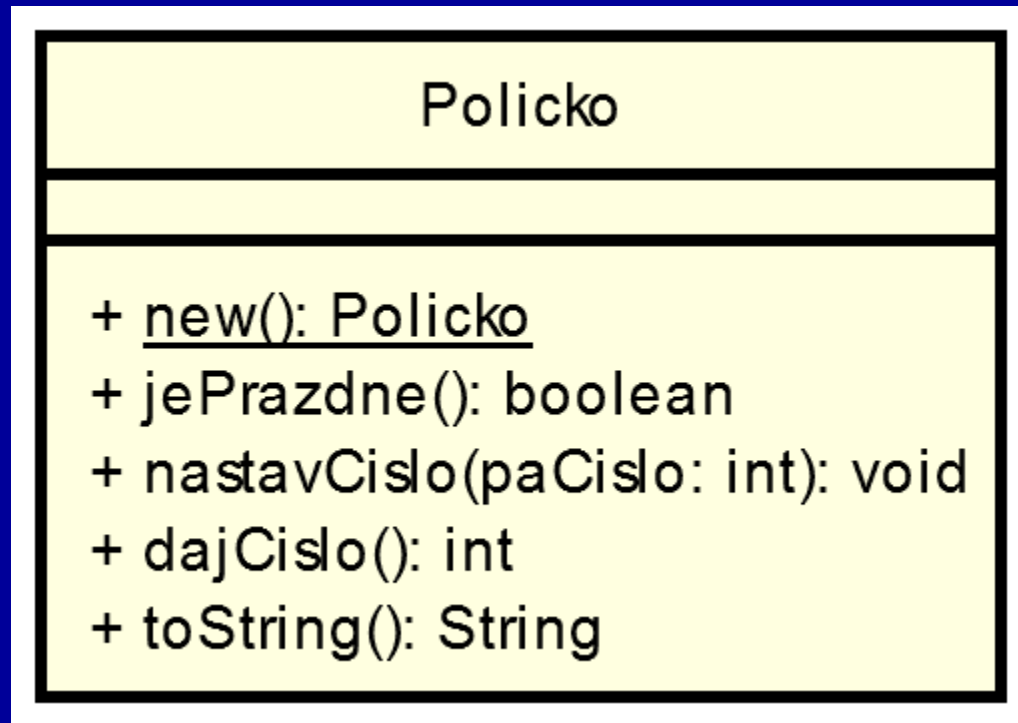 Policko
+ new(): Policko
+ jePrazdne(): boolean
+ nastavCislo(paCislo: int): void
+ dajCislo(): int
+ toString(): String